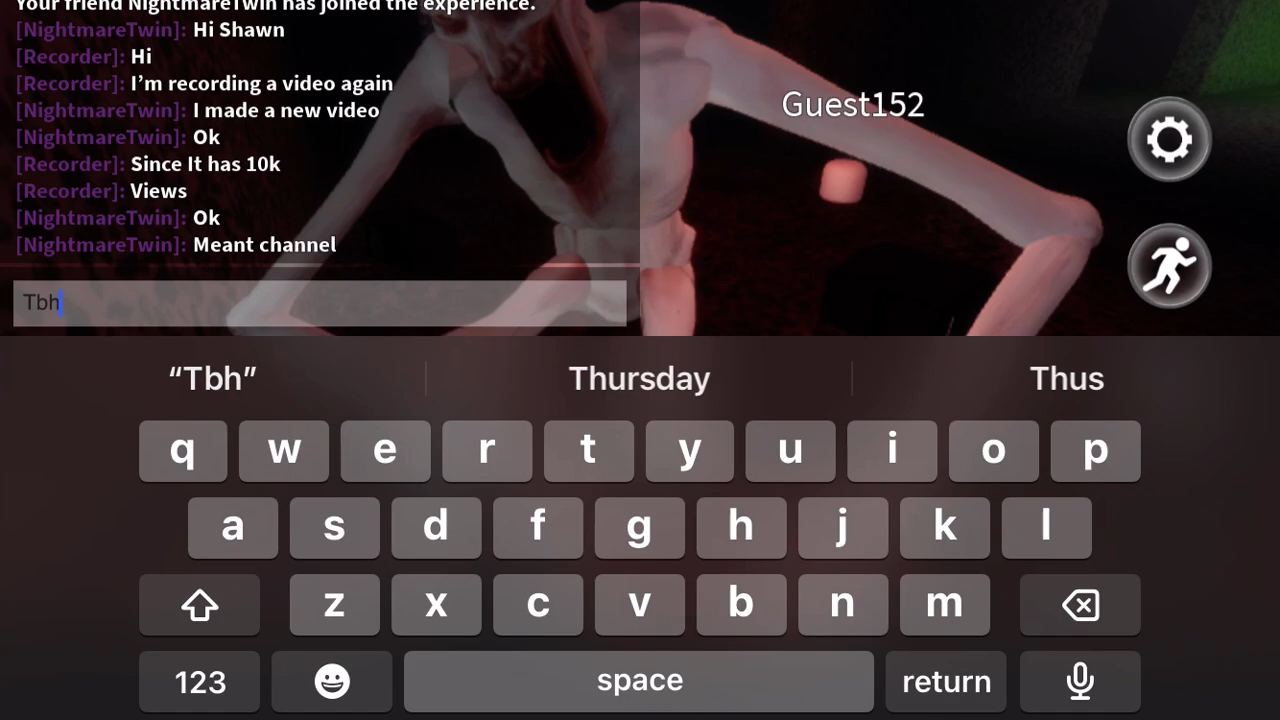 Your friend NightmareTwin has joined the experience.
[NightmareTwin]: Hi Shawn
[Recorder]: Hi
[Recorder]: I’m recording a video again
[NightmareTwin]: I made a new video
[NightmareTwin]: Ok
[Recorder]: Since It has 10k
[Recorder]: Views
[NightmareTwin]: Ok
[NightmareTwin]: Meant channel
Tbh
Guest152
“Tbh” Thursday Thus
q w e r t y u i o p
a s d f g h j k l
z x c v b n m
123 space return